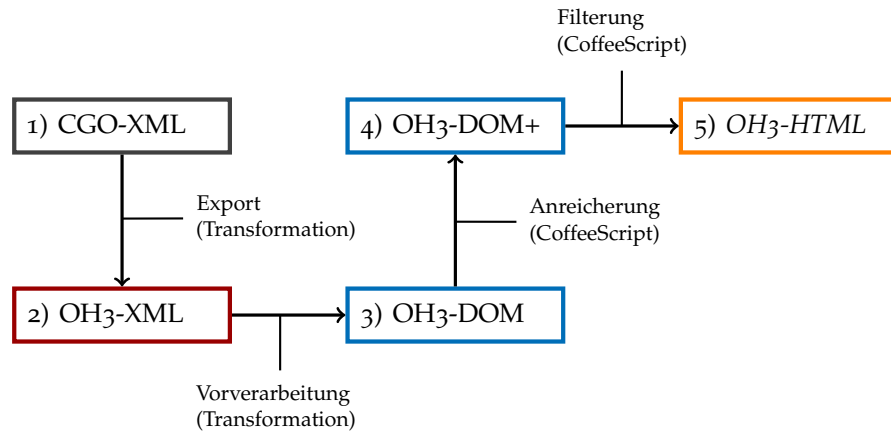 Filterung
(CoffeeScript)
1) CGO-XML
4) OH3-DOM+
5) OH3-HTML
Export
(Transformation)
Anreicherung
(CoffeeScript)
2) OH3-XML
3) OH3-DOM
Vorverarbeitung
(Transformation)